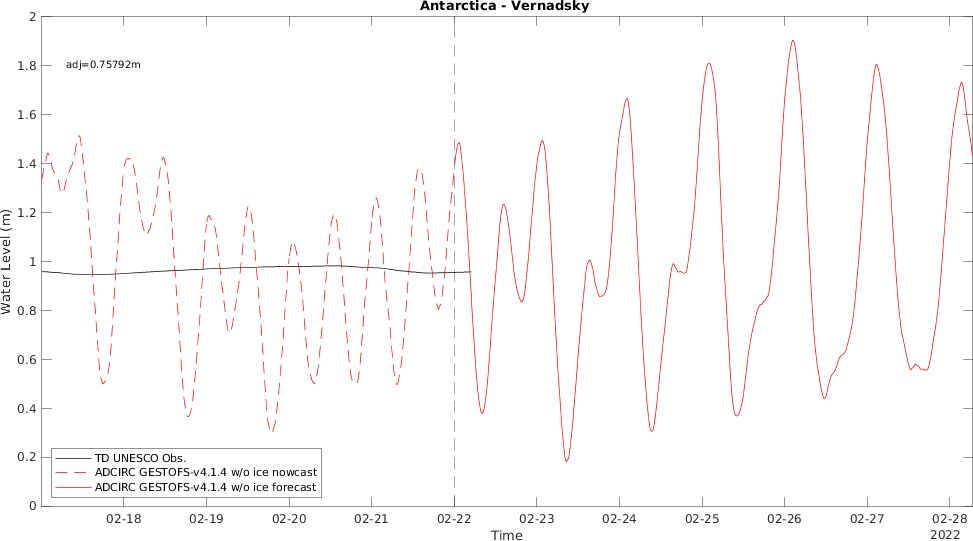 Antarctica - Vernadsky
2
1.8
1.6
1.4
1.2
1
0.8
0.6
0.4
0.2
0
Water Level (m)
adj=0.75792m
TD UNESCO Obs.
ADCIRC GESTOFS-v4.1.4 w/o ice nowcast
ADCIRC GESTOFS-v4.1.4 w/o ice forecast
02-18 02-19 02-20 02-21 02-22 02-23 02-24 02-25 02-26 02-27 02-28
2022
Time